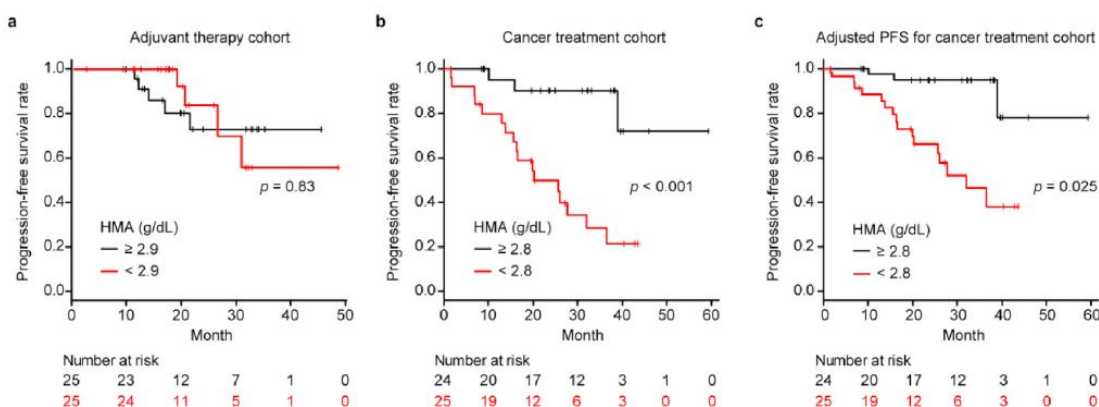 a
Adjuvant therapy cohort
Progression-free survival rate
1.0
0.8
0.6
0.4
0.2
0.0
p = 0.83
HMA (g/dL)
≥ 2.9
< 2.9
0 10 20 30 40 50
Month
Number at risk
25 23 12 7 1 0
25 24 11 5 1 0
b
Cancer treatment cohort
Progression-free survival rate
1.0
0.8
0.6
0.4
0.2
0.0
p < 0.001
HMA (g/dL)
≥ 2.8
< 2.8
0 10 20 30 40 50 60
Month
Number at risk
24 20 17 12 3 1 0
25 19 12 6 3 0 0
c
Adjusted PFS for cancer treatment cohort
Progression-free survival rate
1.0
0.8
0.6
0.4
0.2
0.0
p = 0.025
HMA (g/dL)
≥ 2.8
< 2.8
0 10 20 30 40 50 60
Month
Number at risk
24 20 17 12 3 1 0
25 19 12 6 3 0 0